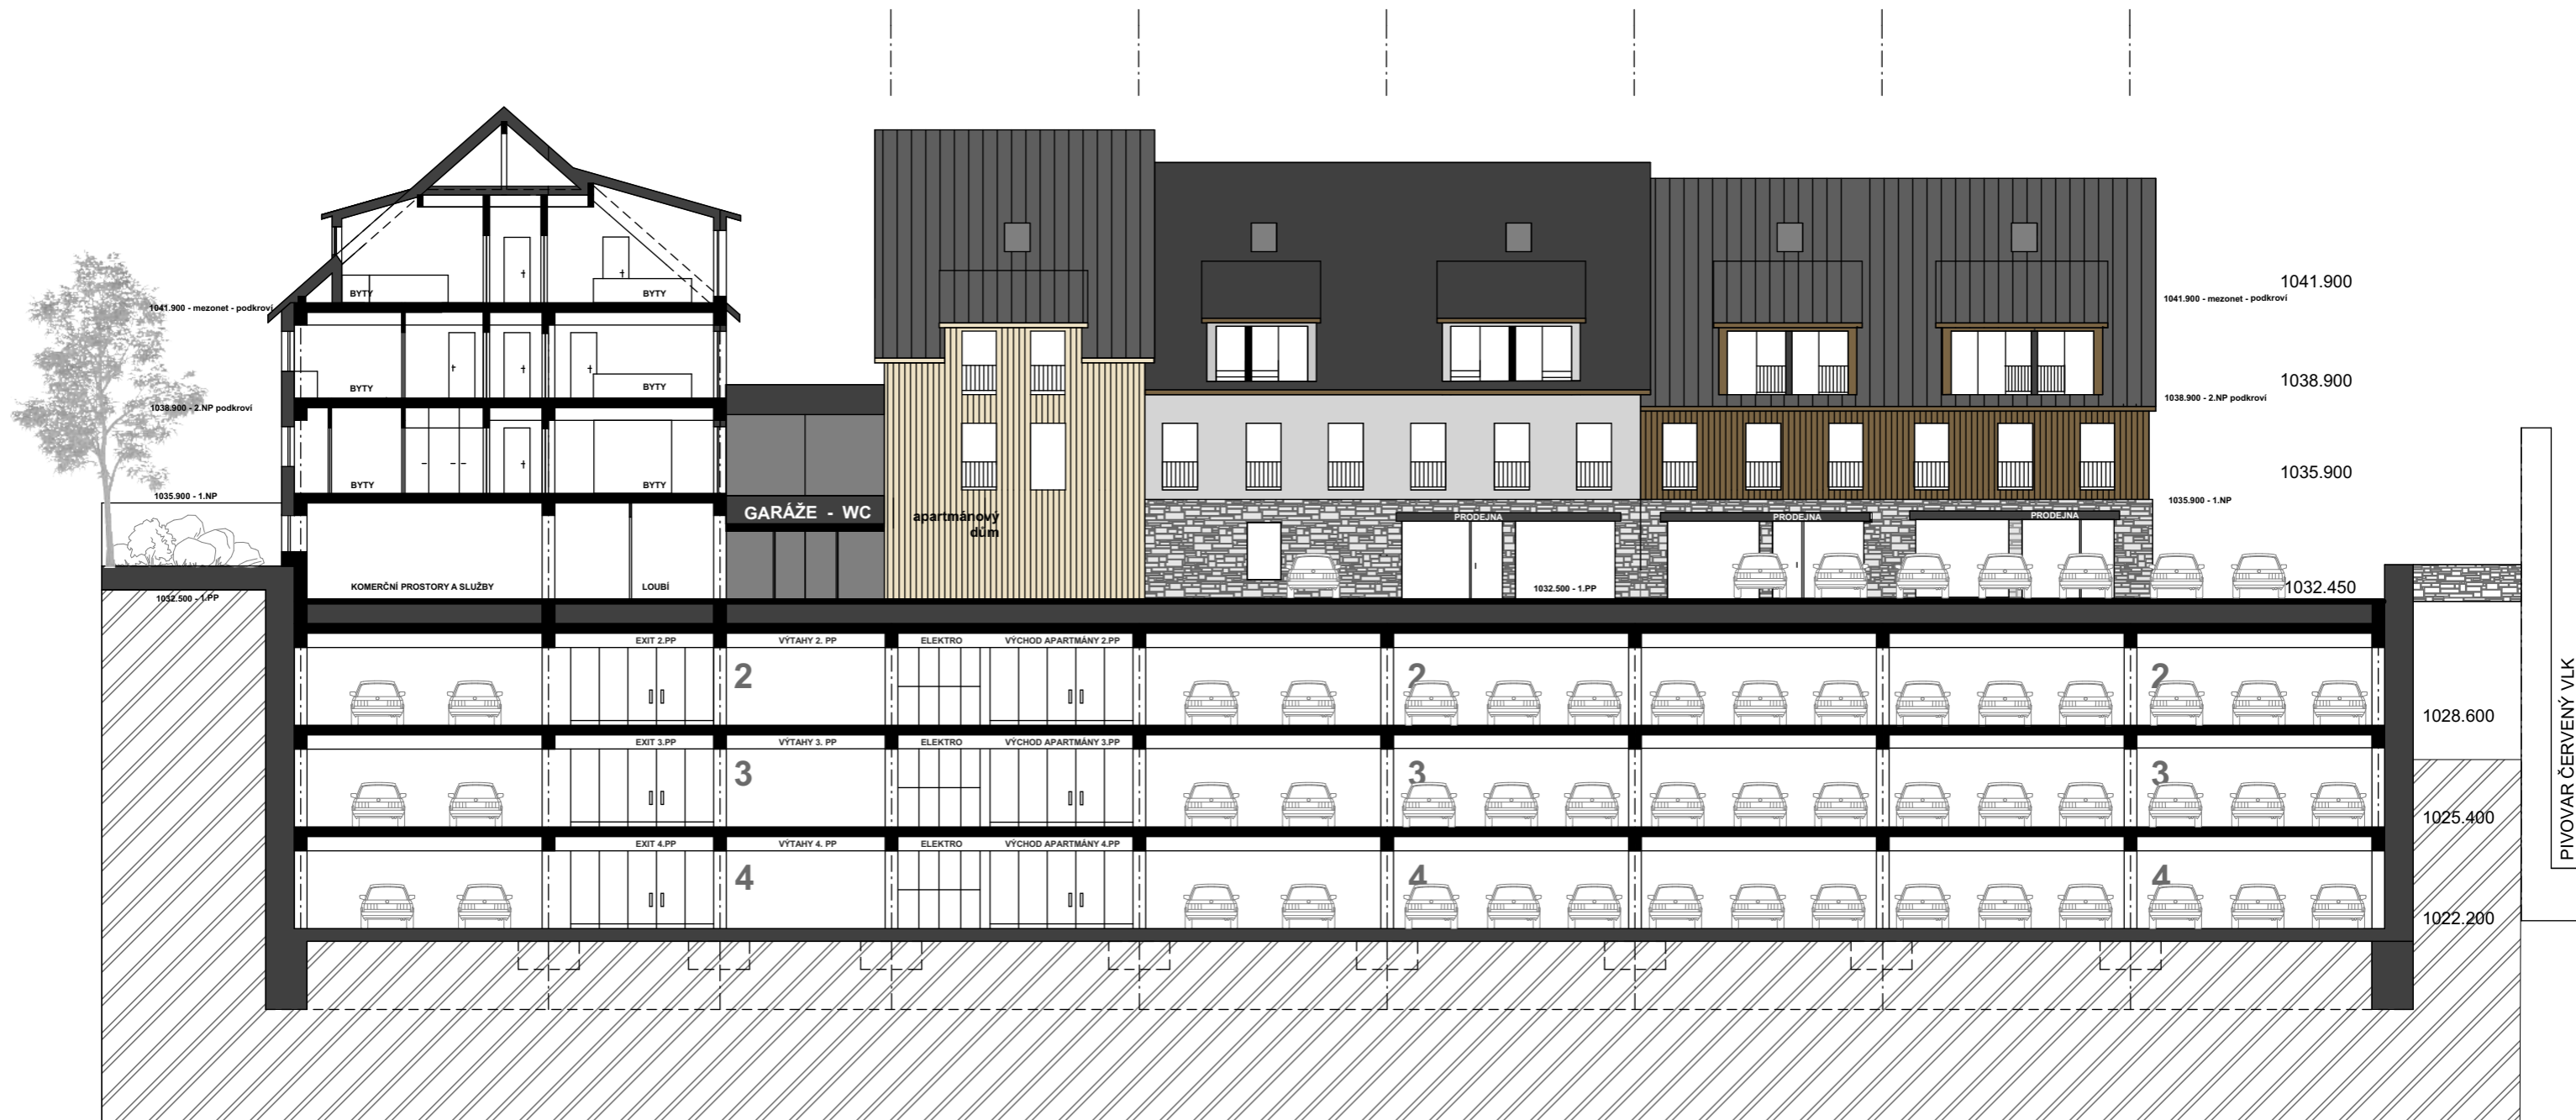 1041.900
1041.900 - mezonet - podkroví
1041.900 - mezonet - podkroví
BYTY
BYTY
1038.900
BYTY
BYTY
1038.900 - 2.NP podkroví
1038.900 - 2.NP podkroví
1035.900
BYTY
BYTY
1035.900 - 1.NP
1035.900 - 1.NP
GARÁŽE - WC
apartmánový
dům
PRODEJNA
PRODEJNA
PRODEJNA
KOMERČNÍ PROSTORY A SLUŽBY
LOUBÍ
1032.500 - 1.PP
1032.450
1032.500 - 1.PP
EXIT 2.PP
VÝTAHY 2. PP
ELEKTRO
VÝCHOD APARTMÁNY 2.PP
2
2
2
1028.600
EXIT 3.PP
VÝTAHY 3. PP
ELEKTRO
VÝCHOD APARTMÁNY 3.PP
3
3
3
1025.400
EXIT 4.PP
VÝTAHY 4. PP
ELEKTRO
VÝCHOD APARTMÁNY 4.PP
4
4
4
1022.200
PIVOVAR ČERVENÝ VLK